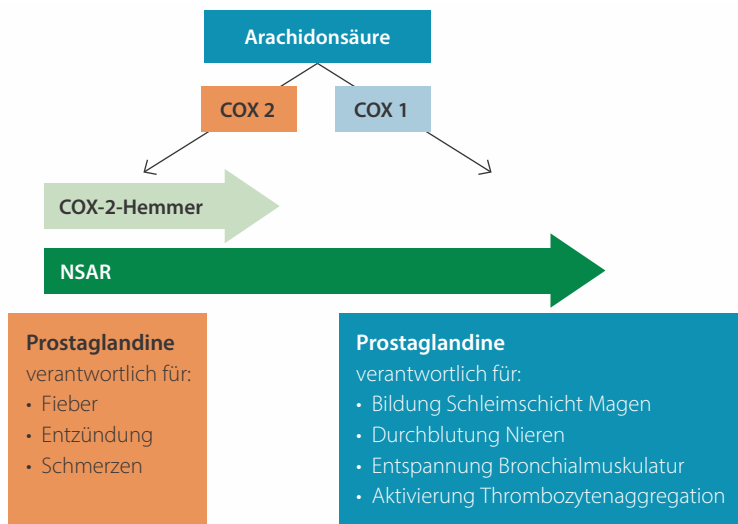 Arachidonsäure
COX 2
COX 1
COX-2-Hemmer
NSAR
Prostaglandine
verantwortlich für:
• Fieber
• Entzündung
• Schmerzen
Prostaglandine
verantwortlich für:
• Bildung Schleimschicht Magen
• Durchblutung Nieren
• Entspannung Bronchialmuskulatur
• Aktivierung Thrombozytenaggregation